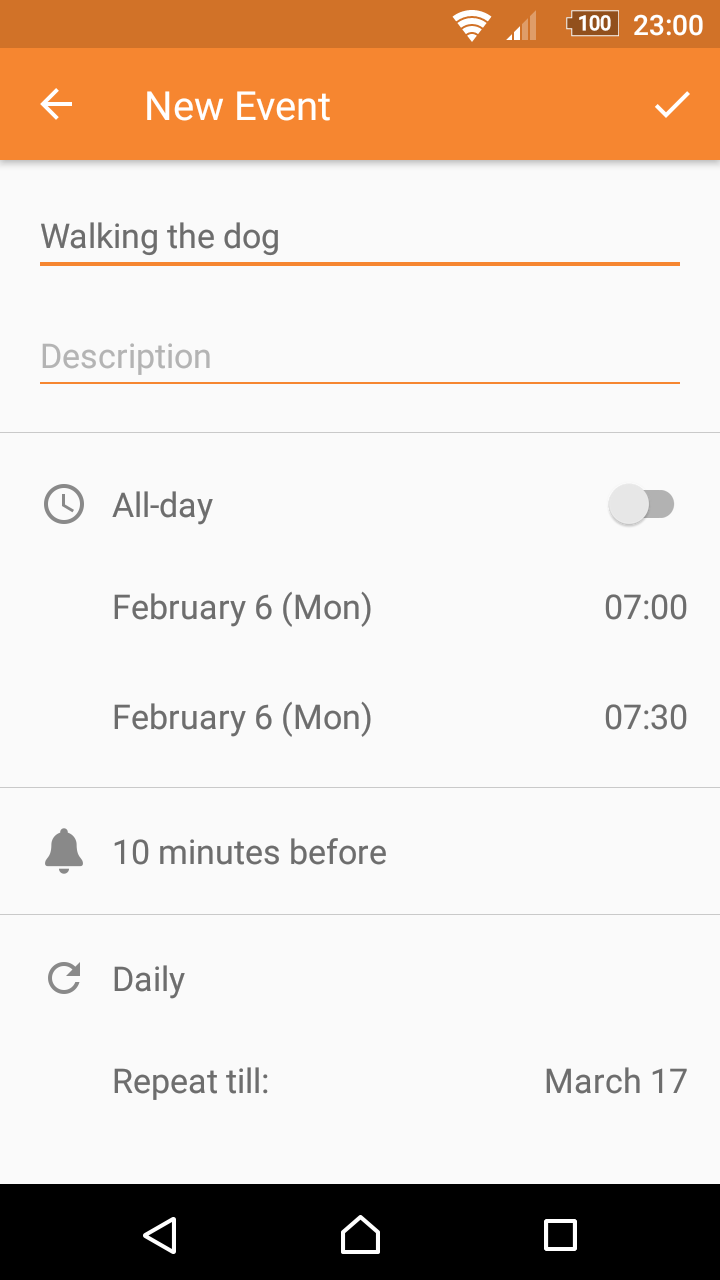 100 23:00
New Event
Walking the dog
Description
All-day
February 6 (Mon) 07:00
February 6 (Mon) 07:30
10 minutes before
Daily
Repeat till: March 17